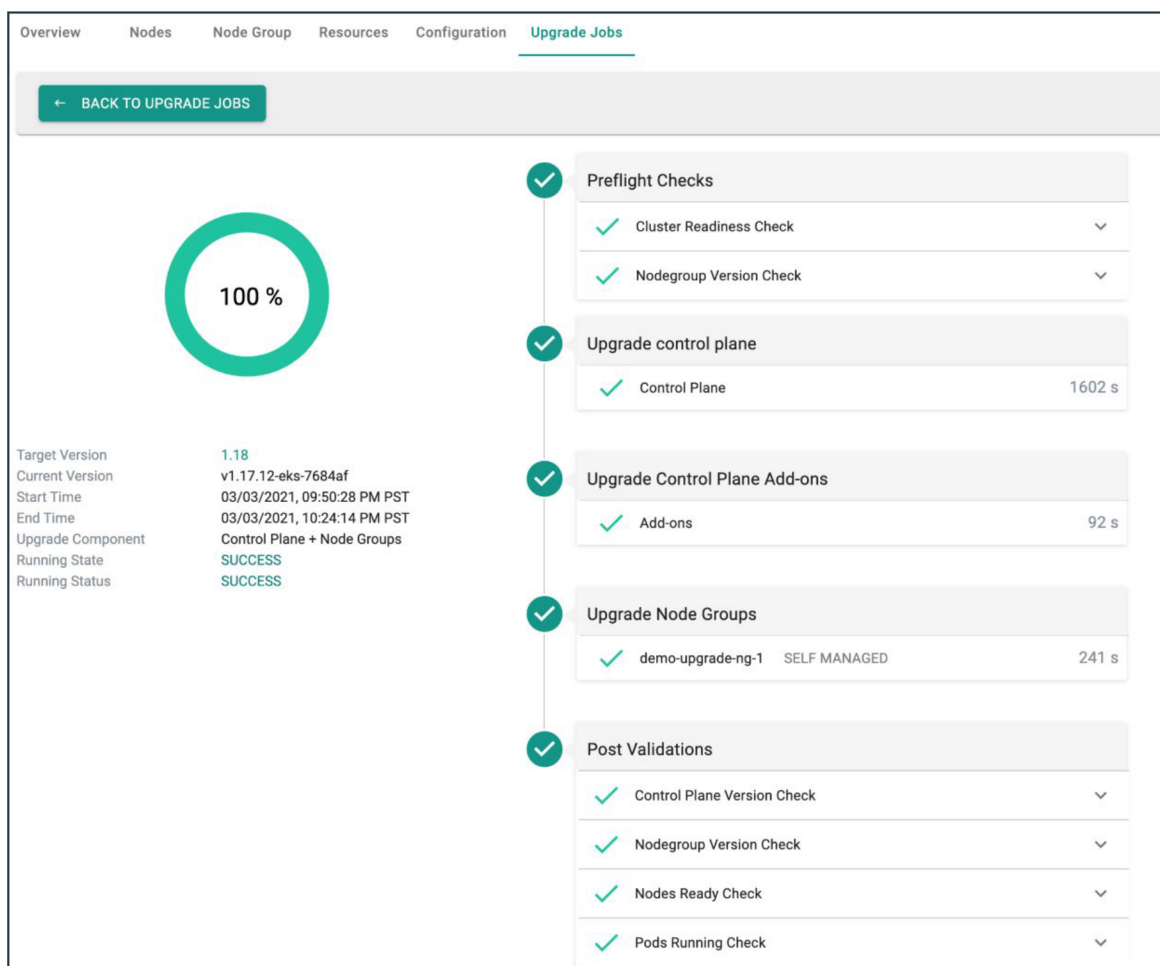 Overview Nodes Node Group Resources Configuration Upgrade Jobs
← BACK TO UPGRADE JOBS
100 %
Target Version 1.18
Current Version v1.17.12-eks-7684af
Start Time 03/03/2021, 09:50:28 PM PST
End Time 03/03/2021, 10:24:14 PM PST
Upgrade Component Control Plane + Node Groups
Running State SUCCESS
Running Status SUCCESS
Preflight Checks
Cluster Readiness Check
Nodegroup Version Check
Upgrade control plane
Control Plane 1602 s
Upgrade Control Plane Add-ons
Add-ons 92 s
Upgrade Node Groups
demo-upgrade-ng-1 SELF MANAGED 241 s
Post Validations
Control Plane Version Check
Nodegroup Version Check
Nodes Ready Check
Pods Running Check